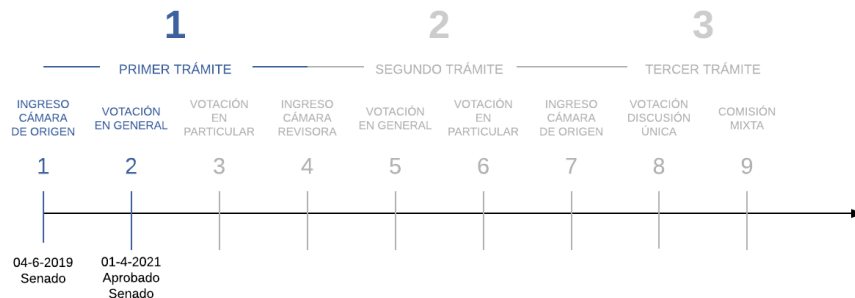 1
2
3
PRIMER TRÁMITE
SEGUNDO TRÁMITE
TERCER TRÁMITE
INGRESO
CÁMARA
DE ORIGEN
VOTACIÓN
EN GENERAL
VOTACIÓN
EN
PARTICULAR
INGRESO
CÁMARA
REVISORA
VOTACIÓN
EN GENERAL
VOTACIÓN
EN
PARTICULAR
INGRESO
CÁMARA
DE ORIGEN
VOTACIÓN
DISCUSIÓN
ÚNICA
COMISIÓN
MIXTA
1
2
3
4
5
6
7
8
9
04-6-2019
Senado
01-4-2021
Aprobado
Senado